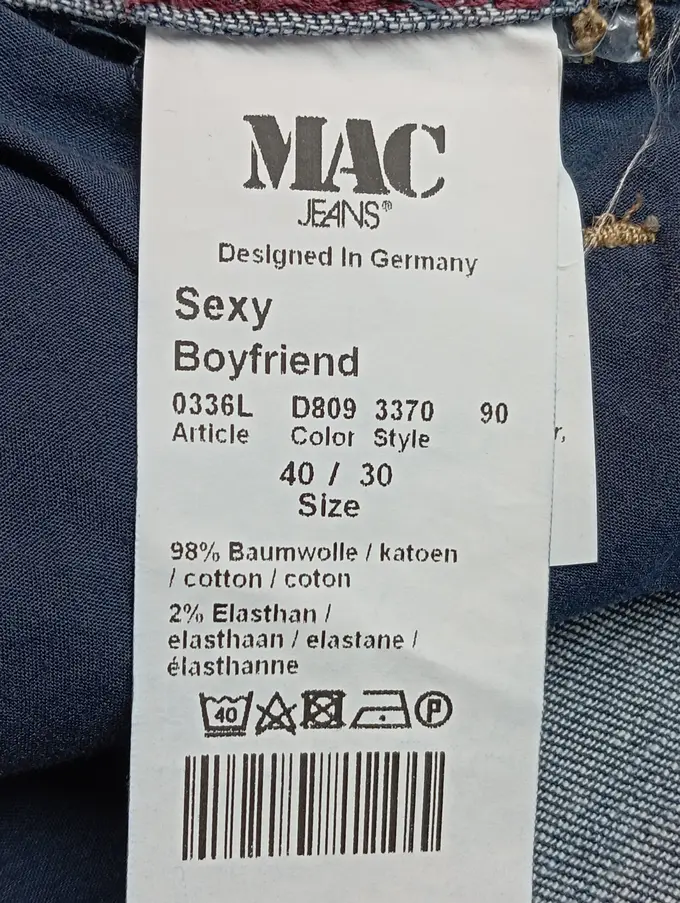 MAC
JEANS®
Designed In Germany
Sexy
Boyfriend
0336L D809 3370 90
Article Color Style
40 / 30
Size
98% Baumwolle / katoen
/ cotton / coton
2% Elasthan /
elasthaan / elastane /
élasthanne
40 P
r,